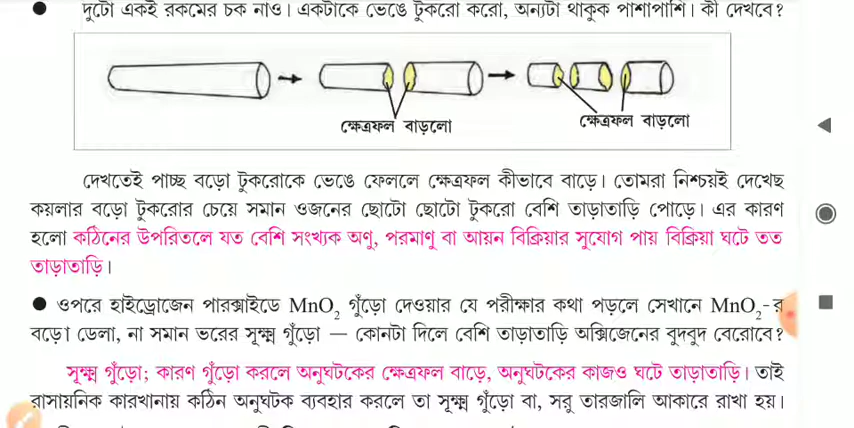 ● দুটো একই রকমের চক নাও। একটাকে ভেঙে টুকরো করো, অন্যটা থাকুক পাশাপাশি। কী দেখবে?
ক্ষেত্রফল বাড়লো
ক্ষেত্রফল বাড়লো
দেখতেই পাচ্ছ বড়ো টুকরোকে ভেঙে ফেললে ক্ষেত্রফল কীভাবে বাড়ে। তোমরা নিশ্চয়ই দেখেছ
কয়লার বড়ো টুকরোর চেয়ে সমান ওজনের ছোটো ছোটো টুকরো বেশি তাড়াতাড়ি পোড়ে। এর কারণ
হলো কঠিনের উপরিতলে যত বেশি সংখ্যক অণু, পরমাণু বা আয়ন বিক্রিয়ার সুযোগ পায় বিক্রিয়া ঘটে তত
তাড়াতাড়ি।
● ওপরে হাইড্রোজেন পারক্সাইডে MnO₂ গুঁড়ো দেওয়ার যে পরীক্ষার কথা পড়লে সেখানে MnO₂-র
বড়ো ডেলা, না সমান ভরের সূক্ষ্ম গুঁড়ো — কোনটা দিলে বেশি তাড়াতাড়ি অক্সিজেনের বুদবুদ বেরোবে?
সূক্ষ্ম গুঁড়ো; কারণ গুঁড়ো করলে অনুঘটকের ক্ষেত্রফল বাড়ে, অনুঘটকের কাজও ঘটে তাড়াতাড়ি। তাই
রাসায়নিক কারখানায় কঠিন অনুঘটক ব্যবহার করলে তা সূক্ষ্ম গুঁড়ো বা, সরু তারজালি আকারে রাখা হয়।